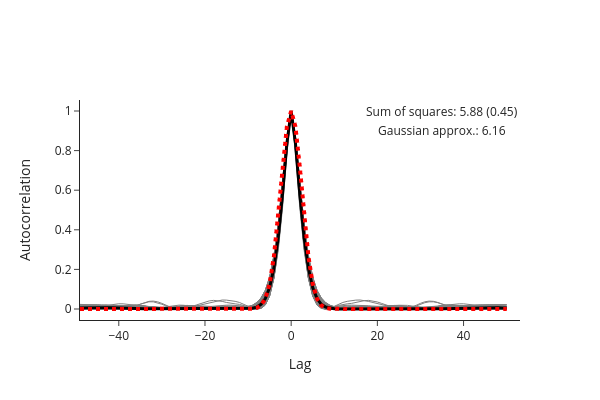 Sum of squares: 5.88 (0.45)
Gaussian approx.: 6.16
1
0.8
0.6
0.4
0.2
0
Autocorrelation
−40 −20 0 20 40
Lag